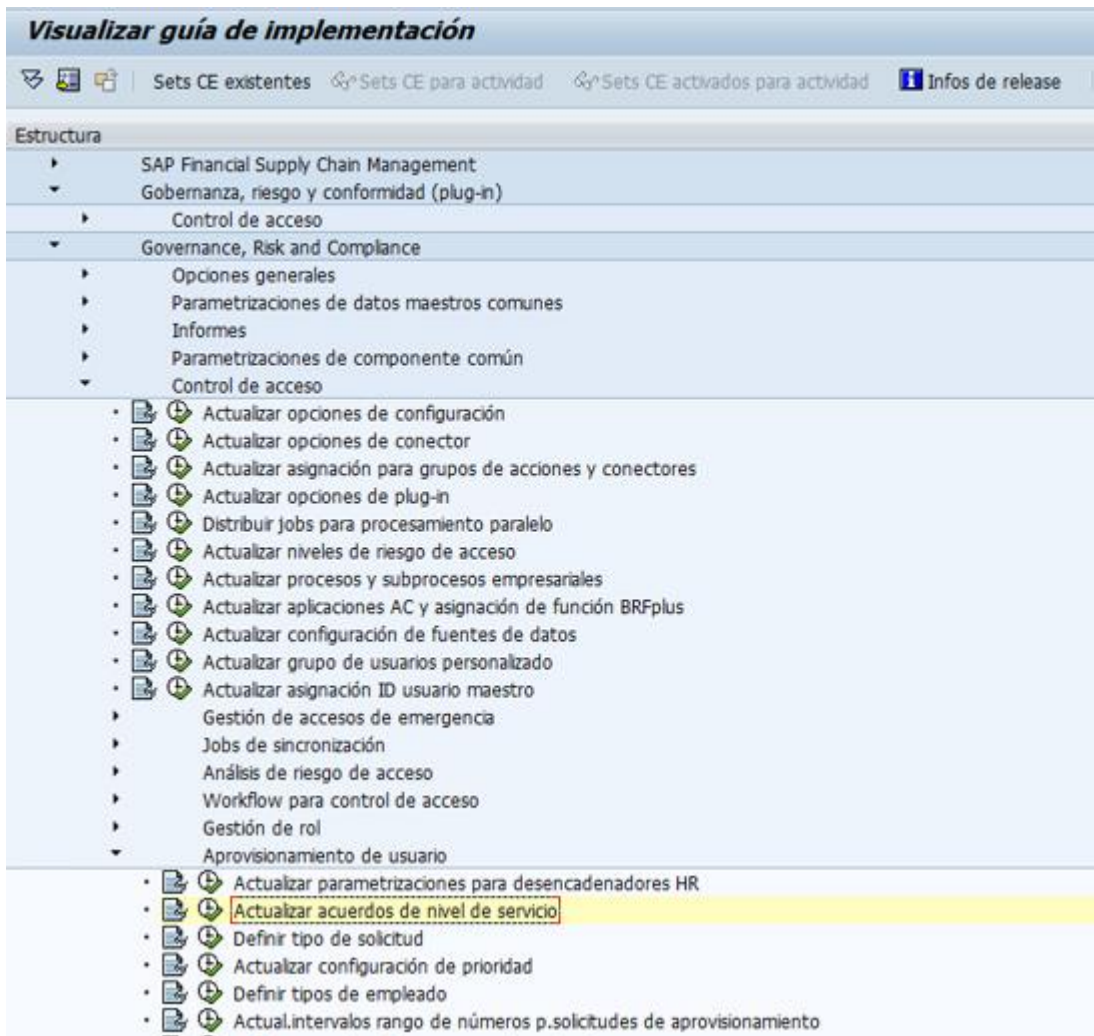 Visualizar guía de implementación
Sets CE existentes Sets CE para actividad Sets CE activados para actividad Infos de release
Estructura
SAP Financial Supply Chain Management
Gobernanza, riesgo y conformidad (plug-in)
Control de acceso
Governance, Risk and Compliance
Opciones generales
Parametrizaciones de datos maestros comunes
Informes
Parametrizaciones de componente común
Control de acceso
Actualizar opciones de configuración
Actualizar opciones de conector
Actualizar asignación para grupos de acciones y conectores
Actualizar opciones de plug-in
Distribuir jobs para procesamiento paralelo
Actualizar niveles de riesgo de acceso
Actualizar procesos y subprocesos empresariales
Actualizar aplicaciones AC y asignación de función BRFplus
Actualizar configuración de fuentes de datos
Actualizar grupo de usuarios personalizado
Actualizar asignación ID usuario maestro
Gestión de accesos de emergencia
Jobs de sincronización
Análisis de riesgo de acceso
Workflow para control de acceso
Gestión de rol
Aprovisionamiento de usuario
Actualizar parametrizaciones para desencadenadores HR
Actualizar acuerdos de nivel de servicio
Definir tipo de solicitud
Actualizar configuración de prioridad
Definir tipos de empleado
Actual.intervalos rango de números p.solicitudes de aprovisionamiento